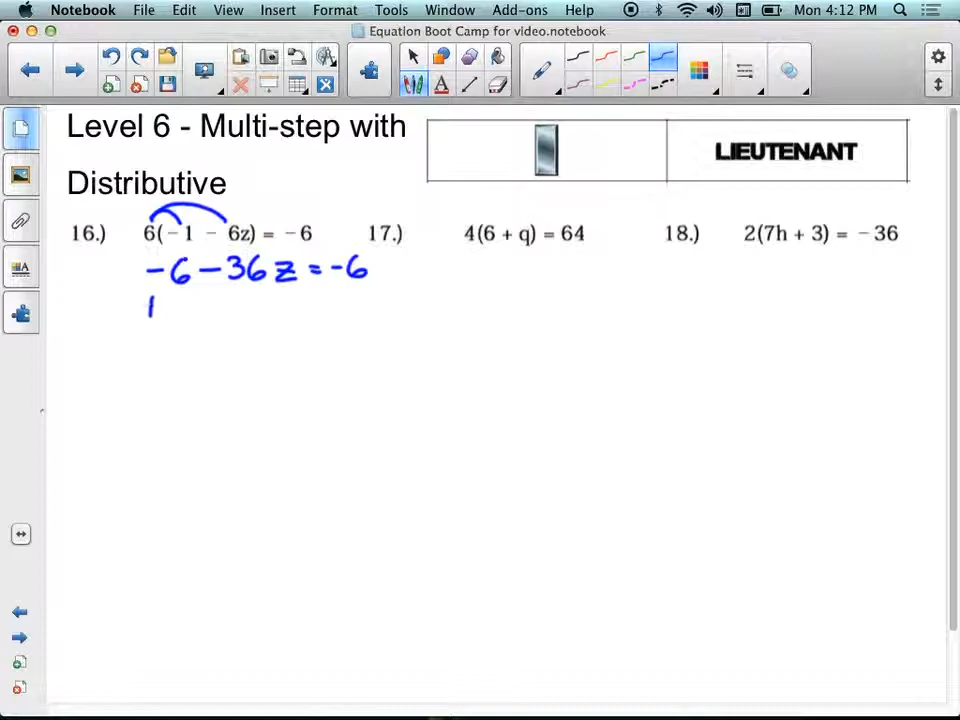 Notebook File Edit View Insert Format Tools Window Add-ons Help Mon 4:12 PM
Equation Boot Camp for video.notebook
Level 6 - Multi-step with
Distributive
LIEUTENANT
16.) 6(−1 − 6z) = −6 17.) 4(6 + q) = 64 18.) 2(7h + 3) = −36
-6 - 36z = -6